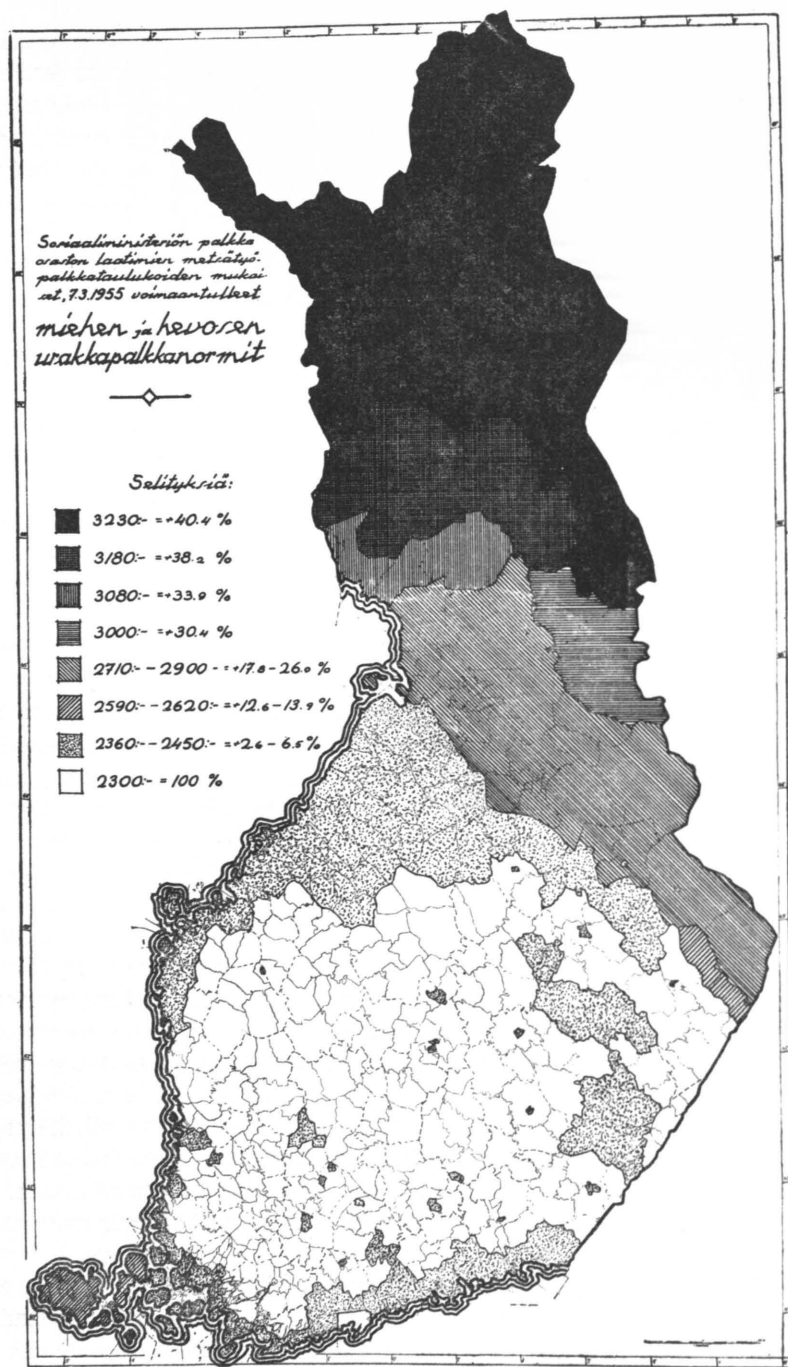 Sosiaaliministeriön palkka
osaston laatimien metsätyö-
palkkataulukoiden mukai
set, 7.3.1955 voimaantulleet
miehen ja hevosen
urakkapalkkanormit
Selityksiä:
3230:- =+40.4 %
3180:- =+38.2 %
3080:- =+33.9 %
3000:- =+30.4 %
2710:- - 2900 - =+17.8 - 26.0 %
2590:- - 2620:- =+12.6 - 13.9 %
2360:- - 2450:- =+2.6 - 6.5 %
2300:- = 100 %